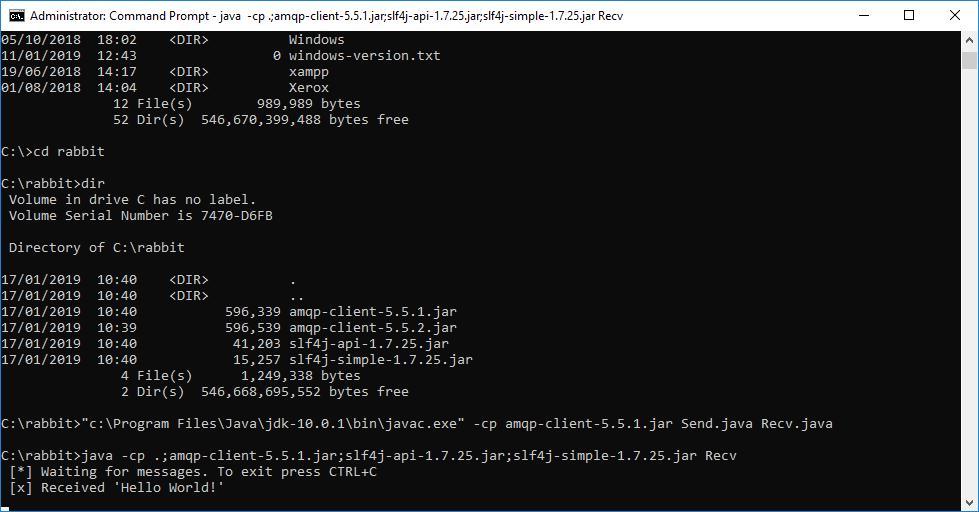 Administrator: Command Prompt - java  -cp .;amqp-client-5.5.1.jar;slf4j-api-1.7.25.jar;slf4j-simple-1.7.25.jar Recv
05/10/2018  18:02    <DIR>          Windows
11/01/2019  12:43                 0 windows-version.txt
19/06/2018  14:17    <DIR>          xampp
01/08/2018  14:04    <DIR>          Xerox
              12 File(s)        989,989 bytes
              52 Dir(s)  546,670,399,488 bytes free
C:\>cd rabbit
C:\rabbit>dir
 Volume in drive C has no label.
 Volume Serial Number is 7470-D6FB
 Directory of C:\rabbit
17/01/2019  10:40    <DIR>          .
17/01/2019  10:40    <DIR>          ..
17/01/2019  10:40           596,339 amqp-client-5.5.1.jar
17/01/2019  10:39           596,539 amqp-client-5.5.2.jar
17/01/2019  10:40            41,203 slf4j-api-1.7.25.jar
17/01/2019  10:40            15,257 slf4j-simple-1.7.25.jar
               4 File(s)      1,249,338 bytes
               2 Dir(s)  546,668,695,552 bytes free
C:\rabbit>"c:\Program Files\Java\jdk-10.0.1\bin\javac.exe" -cp amqp-client-5.5.1.jar Send.java Recv.java
C:\rabbit>java -cp .;amqp-client-5.5.1.jar;slf4j-api-1.7.25.jar;slf4j-simple-1.7.25.jar Recv
 [*] Waiting for messages. To exit press CTRL+C
 [x] Received 'Hello World!'